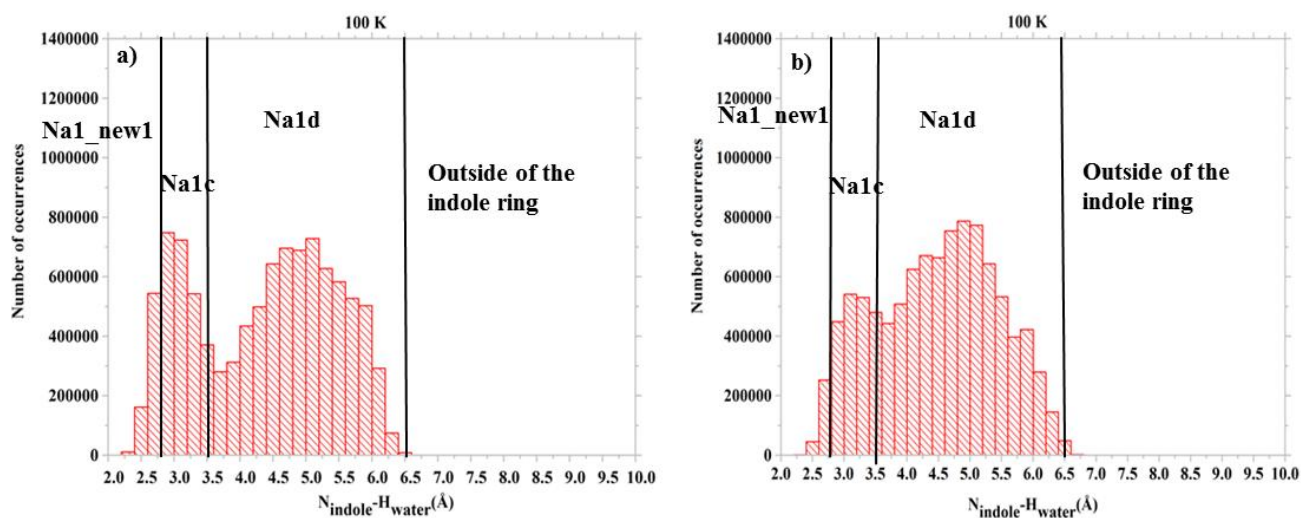 100 K
1400000
a)
1200000
Na1_new1
Na1d
1000000
Na1c
Outside of the
indole ring
800000
600000
400000
200000
0
Number of occurrences
2.0 2.5 3.0 3.5 4.0 4.5 5.0 5.5 6.0 6.5 7.0 7.5 8.0 8.5 9.0 9.5 10.0
Nindole-Hwater(Å)
100 K
1400000
b)
1200000
Na1_new1
Na1d
1000000
Na1c
Outside of the
indole ring
800000
600000
400000
200000
0
Number of occurrences
2.0 2.5 3.0 3.5 4.0 4.5 5.0 5.5 6.0 6.5 7.0 7.5 8.0 8.5 9.0 9.5 10.0
Nindole-Hwater(Å)